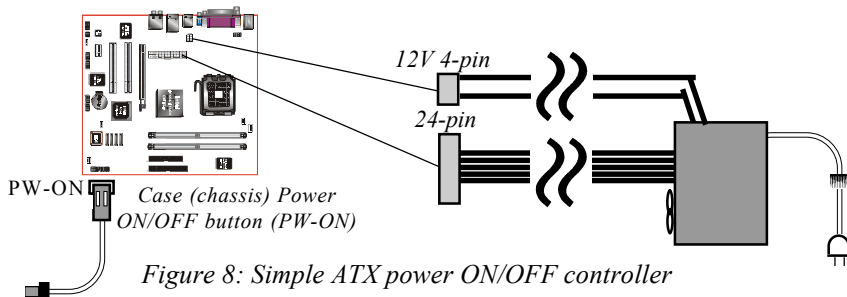 12V 4-pin
24-pin
PW-ON
Case (chassis) Power
ON/OFF button (PW-ON)
Figure 8: Simple ATX power ON/OFF controller